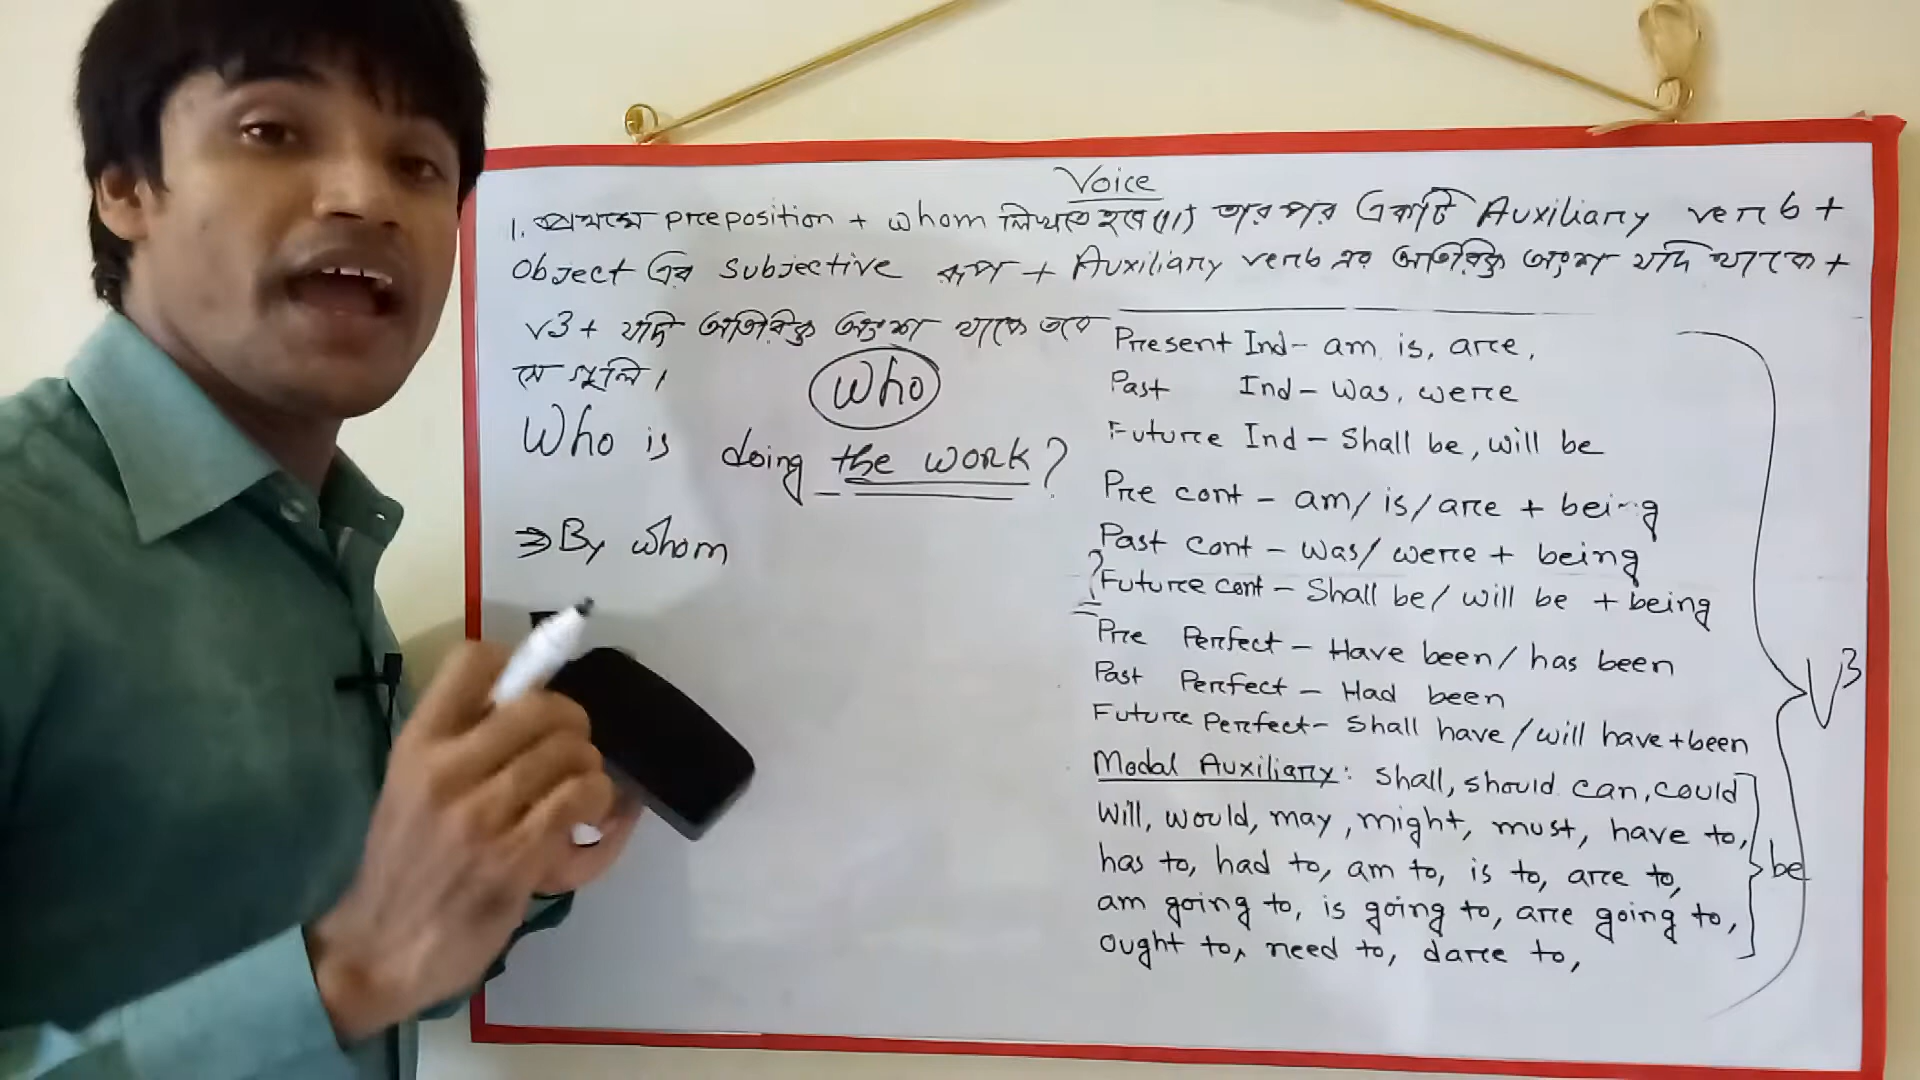 Voice
1. প্রথমে preposition + whom লিখতে হবে তারপর একটি Auxiliary verb +
Object এর subjective রূপ + Auxiliary verb এর অতিরিক্ত অংশ যদি থাকে +
v3 + যদি অতিরিক্ত অংশ থাকে তবে
সে গুলি।
Who
Who is doing the work?
⇒ By whom
Present Ind - am, is, are,
Past Ind - was, were
Future Ind - Shall be, will be
Pre cont - am/ is/ are + being
Past cont - was/ were + being
? Future cont - Shall be/ will be + being
Pre Perfect - Have been/ has been
Past Perfect - Had been
Future perfect - Shall have / will have + been
Modal Auxiliary: shall, should can, could
will, would, may, might, must, have to,
has to, had to, am to, is to, are to,
am going to, is going to, are going to,
ought to, need to, dare to,
be
V3